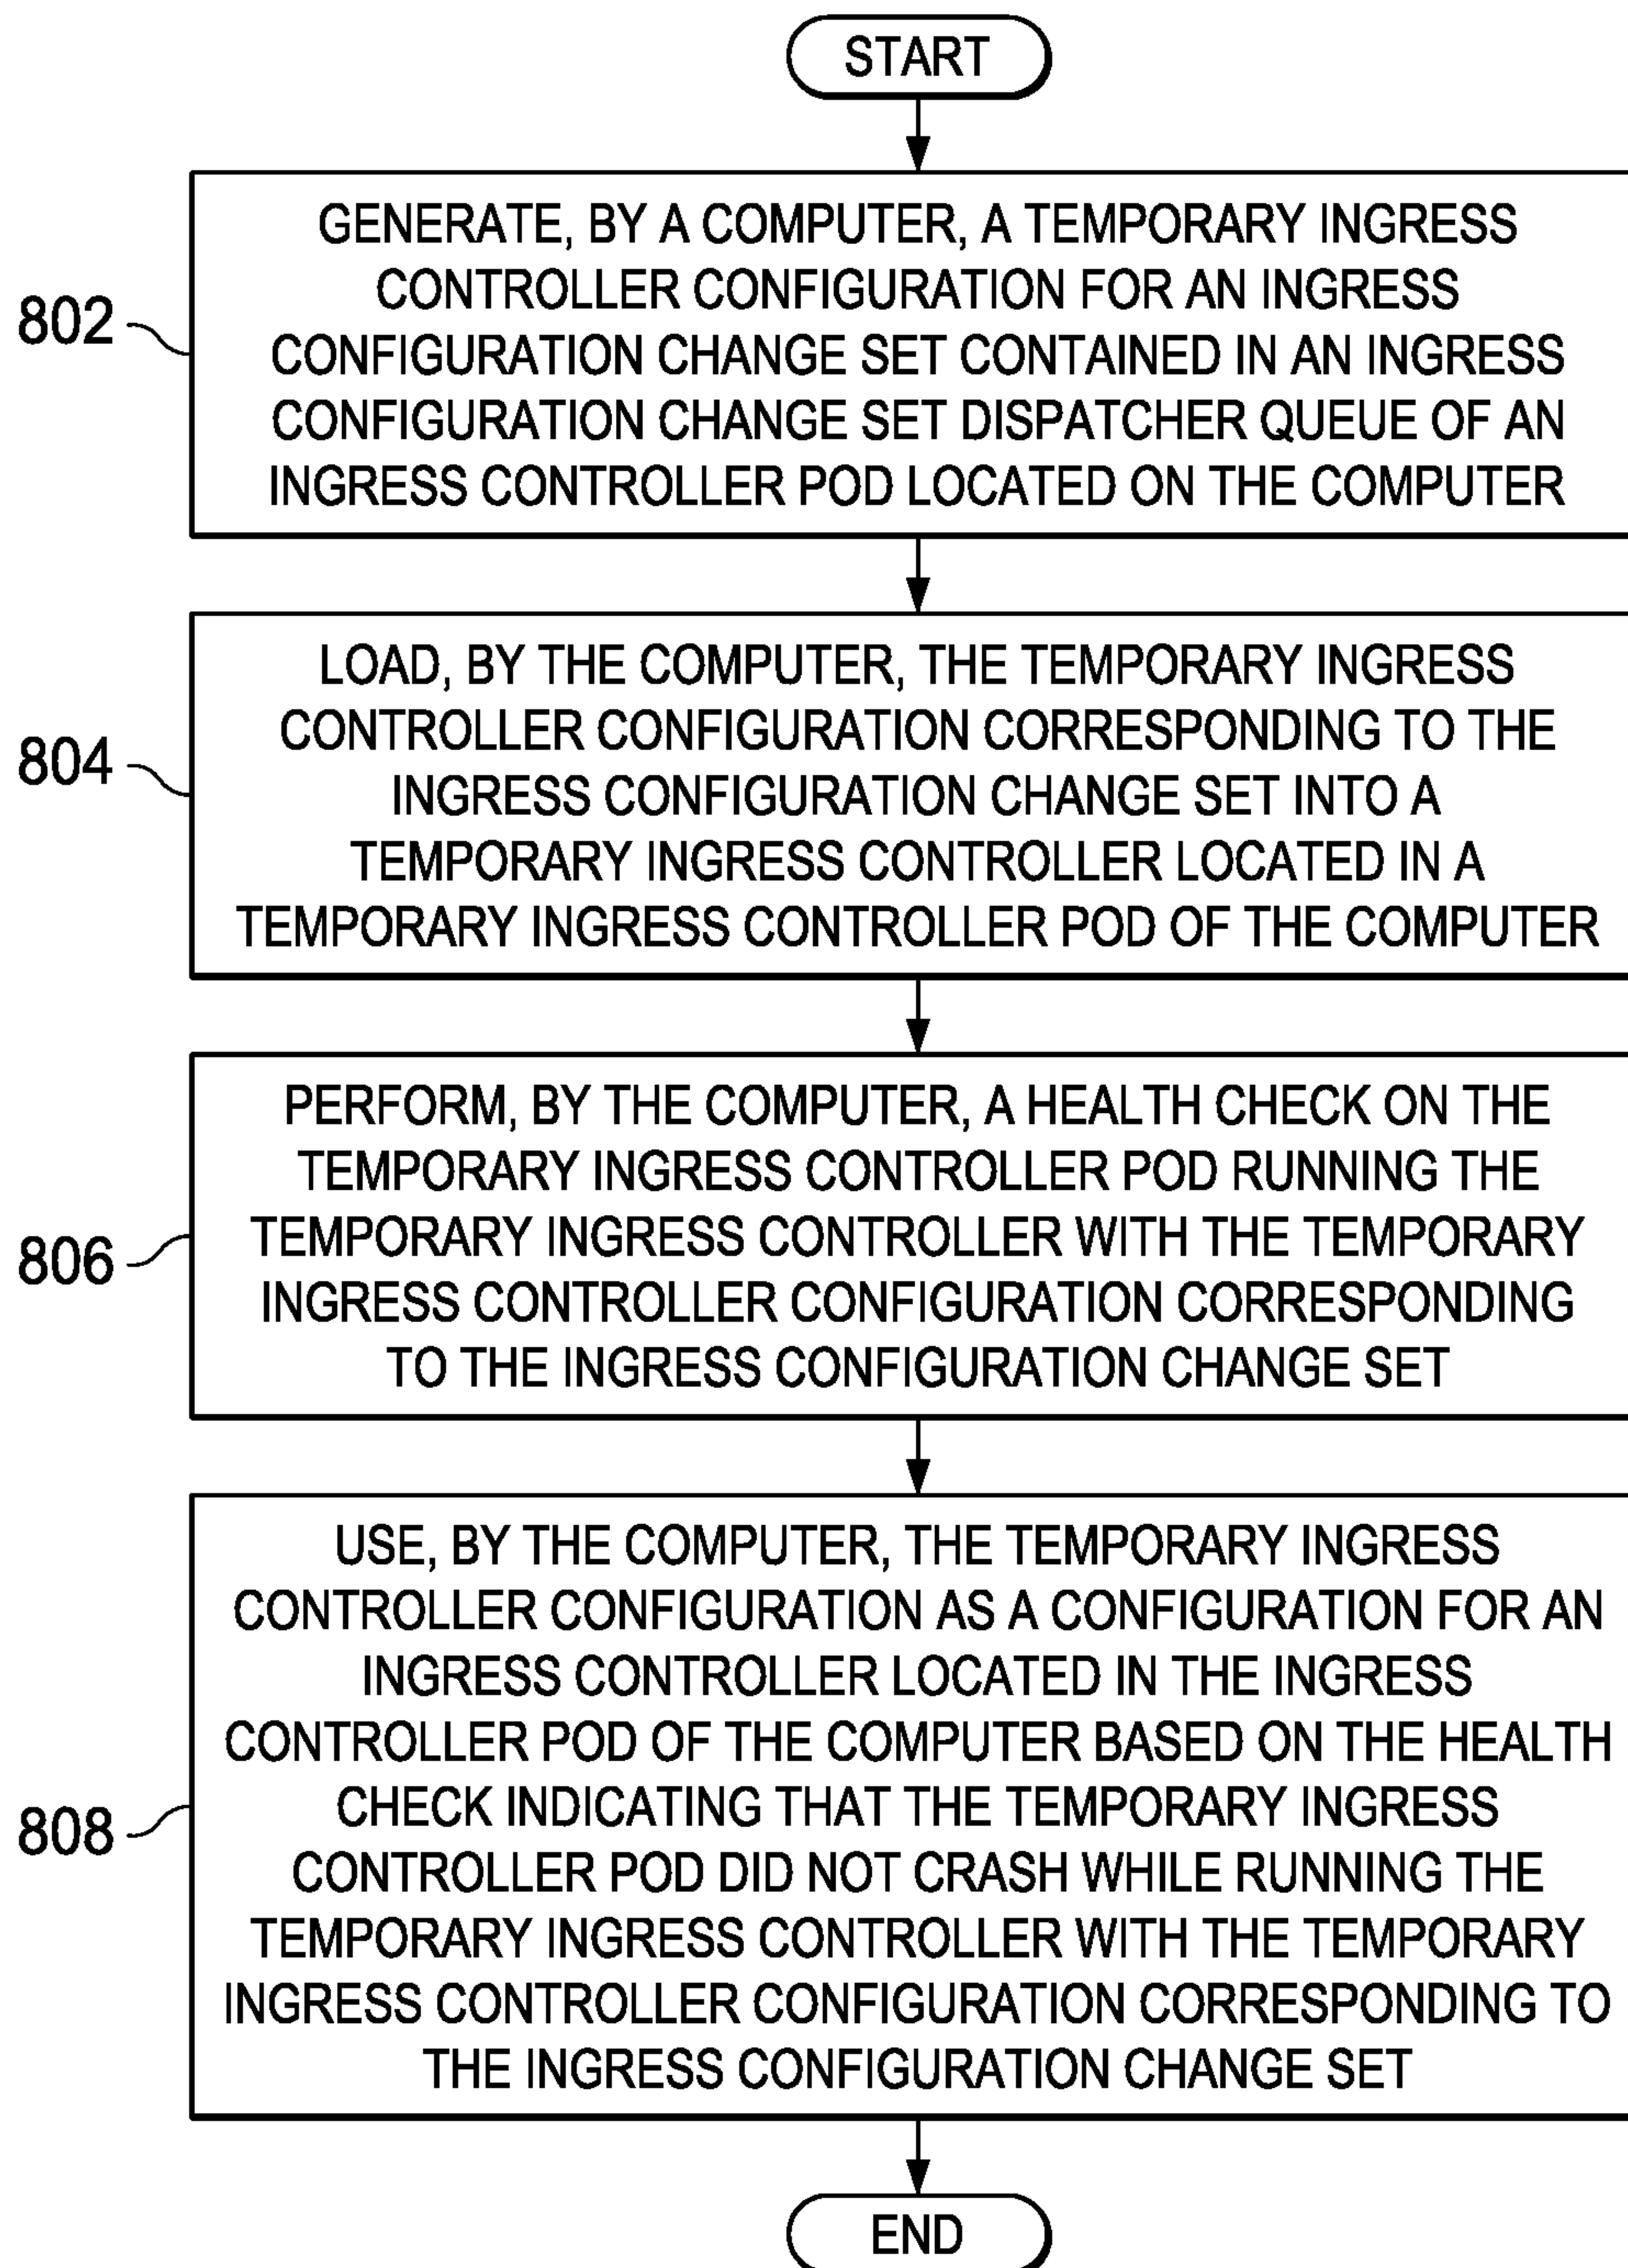 START
802
GENERATE, BY A COMPUTER, A TEMPORARY INGRESS
CONTROLLER CONFIGURATION FOR AN INGRESS
CONFIGURATION CHANGE SET CONTAINED IN AN INGRESS
CONFIGURATION CHANGE SET DISPATCHER QUEUE OF AN
INGRESS CONTROLLER POD LOCATED ON THE COMPUTER
804
LOAD, BY THE COMPUTER, THE TEMPORARY INGRESS
CONTROLLER CONFIGURATION CORRESPONDING TO THE
INGRESS CONFIGURATION CHANGE SET INTO A
TEMPORARY INGRESS CONTROLLER LOCATED IN A
TEMPORARY INGRESS CONTROLLER POD OF THE COMPUTER
806
PERFORM, BY THE COMPUTER, A HEALTH CHECK ON THE
TEMPORARY INGRESS CONTROLLER POD RUNNING THE
TEMPORARY INGRESS CONTROLLER WITH THE TEMPORARY
INGRESS CONTROLLER CONFIGURATION CORRESPONDING
TO THE INGRESS CONFIGURATION CHANGE SET
808
USE, BY THE COMPUTER, THE TEMPORARY INGRESS
CONTROLLER CONFIGURATION AS A CONFIGURATION FOR AN
INGRESS CONTROLLER LOCATED IN THE INGRESS
CONTROLLER POD OF THE COMPUTER BASED ON THE HEALTH
CHECK INDICATING THAT THE TEMPORARY INGRESS
CONTROLLER POD DID NOT CRASH WHILE RUNNING THE
TEMPORARY INGRESS CONTROLLER WITH THE TEMPORARY
INGRESS CONTROLLER CONFIGURATION CORRESPONDING TO
THE INGRESS CONFIGURATION CHANGE SET
END